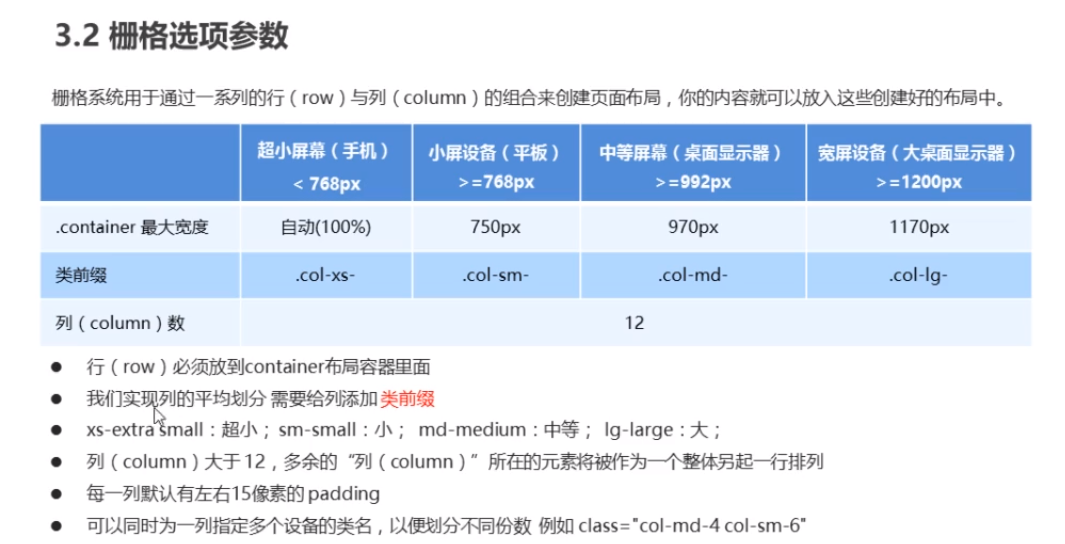 3.2 栅格选项参数
栅格系统用于通过一系列的行（row）与列（column）的组合来创建页面布局，你的内容就可以放入这些创建好的布局中。
超小屏幕（手机） 小屏设备（平板） 中等屏幕（桌面显示器） 宽屏设备（大桌面显示器）
< 768px >=768px >=992px >=1200px
.container 最大宽度 自动(100%) 750px 970px 1170px
类前缀 .col-xs- .col-sm- .col-md- .col-lg-
列（column）数 12
● 行（row）必须放到container布局容器里面
● 我们实现列的平均划分 需要给列添加 类前缀
● xs-extra small：超小； sm-small：小； md-medium：中等； lg-large：大；
● 列（column）大于 12，多余的“列（column）”所在的元素将被作为一个整体另起一行排列
● 每一列默认有左右15像素的 padding
● 可以同时为一列指定多个设备的类名，以便划分不同份数 例如 class="col-md-4 col-sm-6"